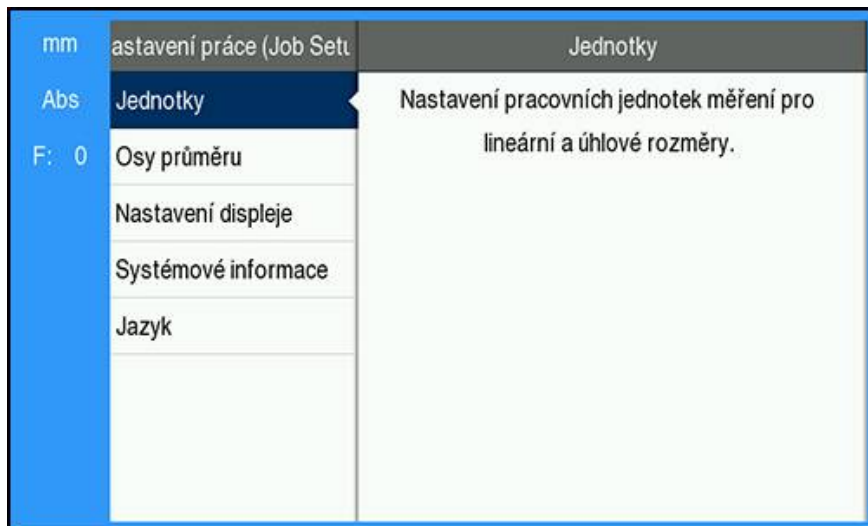 mm
Abs
F: 0
astavení práce (Job Setu
Jednotky
Osy průměru
Nastavení displeje
Systémové informace
Jazyk
Jednotky
Nastavení pracovních jednotek měření pro
lineární a úhlové rozměry.